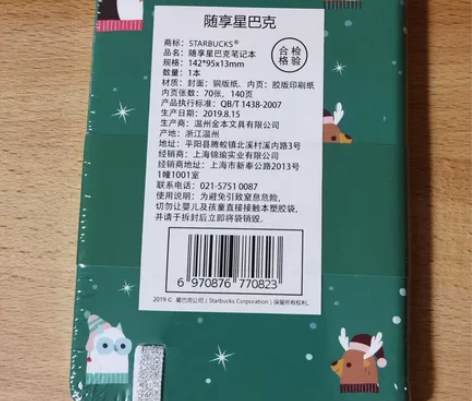 随享星巴克
商标: STARBUCKS®
品名: 随享星巴克笔记本
规格: 142*95x13mm
数量: 1本
检验
合格
材质: 封面: 铜版纸、内页: 胶版印刷纸
内页张数: 70张, 140页
产品执行标准: QB/T 1438-2007
生产日期: 2019.8.15
生产商: 温州金本文具有限公司
产地: 浙江温州
地址: 平阳县腾蛟镇北溪村溪内路3号
经销商: 上海锦瑜实业有限公司
经销商地址: 上海市新奉公路2013号
1幢1001室
联系电话: 021-5751 0087
使用说明: 为避免引致窒息危险,
切勿让婴儿及孩童直接接触本塑胶袋,
并请于拆封后立即将袋销毁。
6 970876 770823
2019 © 星巴克公司 ( Starbucks Corporation ) 保留所有权利。